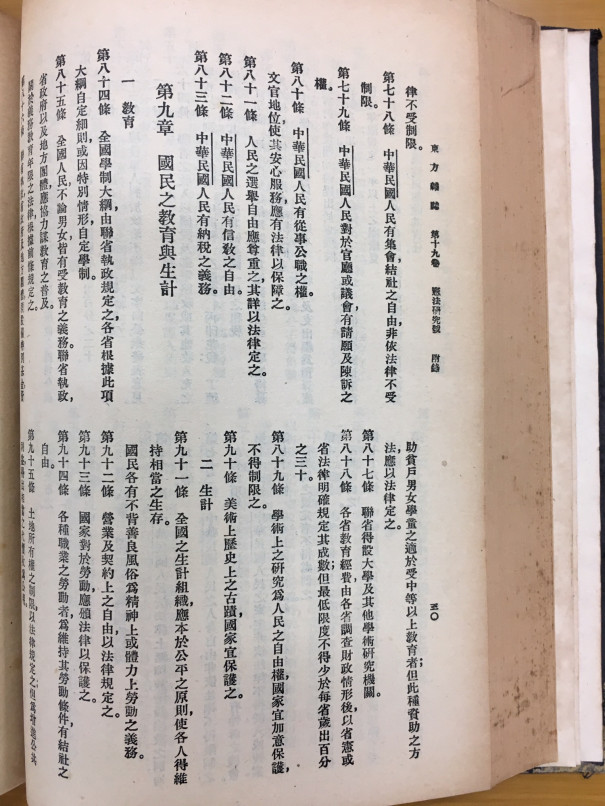 東方雜誌 第十九卷 憲法研究號 附錄
三〇
律不受制限。
第七十八條 中華民國人民有集會結社之自由,非依法律不受
制限。
第七十九條 中華民國人民對於官廳或議會有請願及陳訴之
權。
第八十條 中華民國人民有從事公職之權。
文官地位,使其安心服務,應有法律以保障之。
第八十一條 人民之選舉自由應尊重之,其詳以法律定之。
第八十二條 中華民國人民有信教之自由。
第八十三條 中華民國人民有納稅之義務。
第九章 國民之教育與生計
一 教育
第八十四條 全國學制大綱由聯省執政規定之,各省根據此項
大綱自定細則,或因特別情形,自定學制。
第八十五條 全國人民不論男女,皆有受教育之義務,聯省執政,
省政府以及地方團體,應協力謀教育之普及。
關於義務教育年限之法律,根據前條規定之。
助貧戶男女學童之適於受中等以上教育者;但此種資助之方
法,應以法律定之。
第八十七條 聯省得設大學及其他學術研究機關。
第八十八條 各省教育經費由各省調查財政情形後,以省憲或
省法律明確規定其成數;但最低限度不得少於每省歲出百分
之三十。
第八十九條 學術上之研究爲人民之自由權,國家宜加意保護,
不得制限之。
第九十條 美術上歷史上之古蹟,國家宜保護之。
二 生計
第九十一條 全國之生計組織,應本於公平之原則,使各人得維
持相當之生存。
國民各有不背善良風俗爲精神上或體力上勞動之義務。
第九十二條 營業及契約上之自由,以法律規定之。
第九十三條 國家對於勞動,應頒法律以保護之。
第九十四條 各種職業之勞動者,爲維持其勞動條件,有結社之
自由。
第九十五條 土地所有權之制限,以法律規定之;但爲增進公共